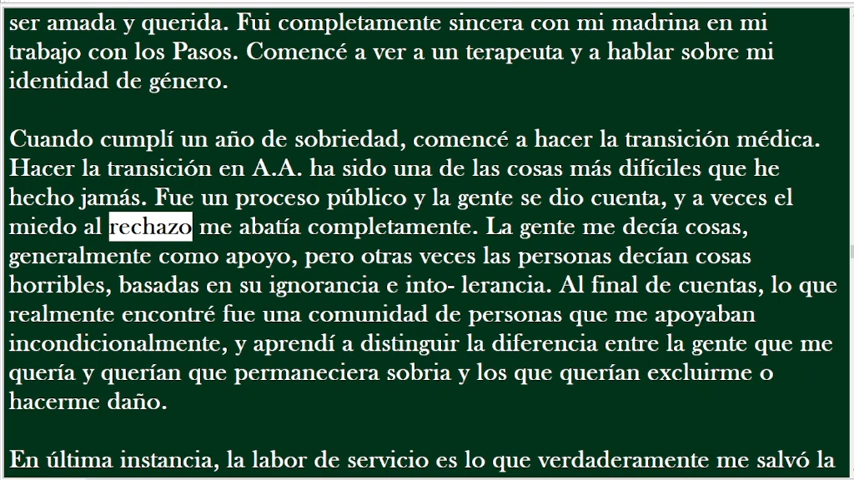 ser amada y querida. Fui completamente sincera con mi madrina en mi
trabajo con los Pasos. Comencé a ver a un terapeuta y a hablar sobre mi
identidad de género.
Cuando cumplí un año de sobriedad, comencé a hacer la transición médica.
Hacer la transición en A.A. ha sido una de las cosas más difíciles que he
hecho jamás. Fue un proceso público y la gente se dio cuenta, y a veces el
miedo al rechazo me abatía completamente. La gente me decía cosas,
generalmente como apoyo, pero otras veces las personas decían cosas
horribles, basadas en su ignorancia e into- lerancia. Al final de cuentas, lo que
realmente encontré fue una comunidad de personas que me apoyaban
incondicionalmente, y aprendí a distinguir la diferencia entre la gente que me
quería y querían que permaneciera sobria y los que querían excluirme o
hacerme daño.
En última instancia, la labor de servicio es lo que verdaderamente me salvó la